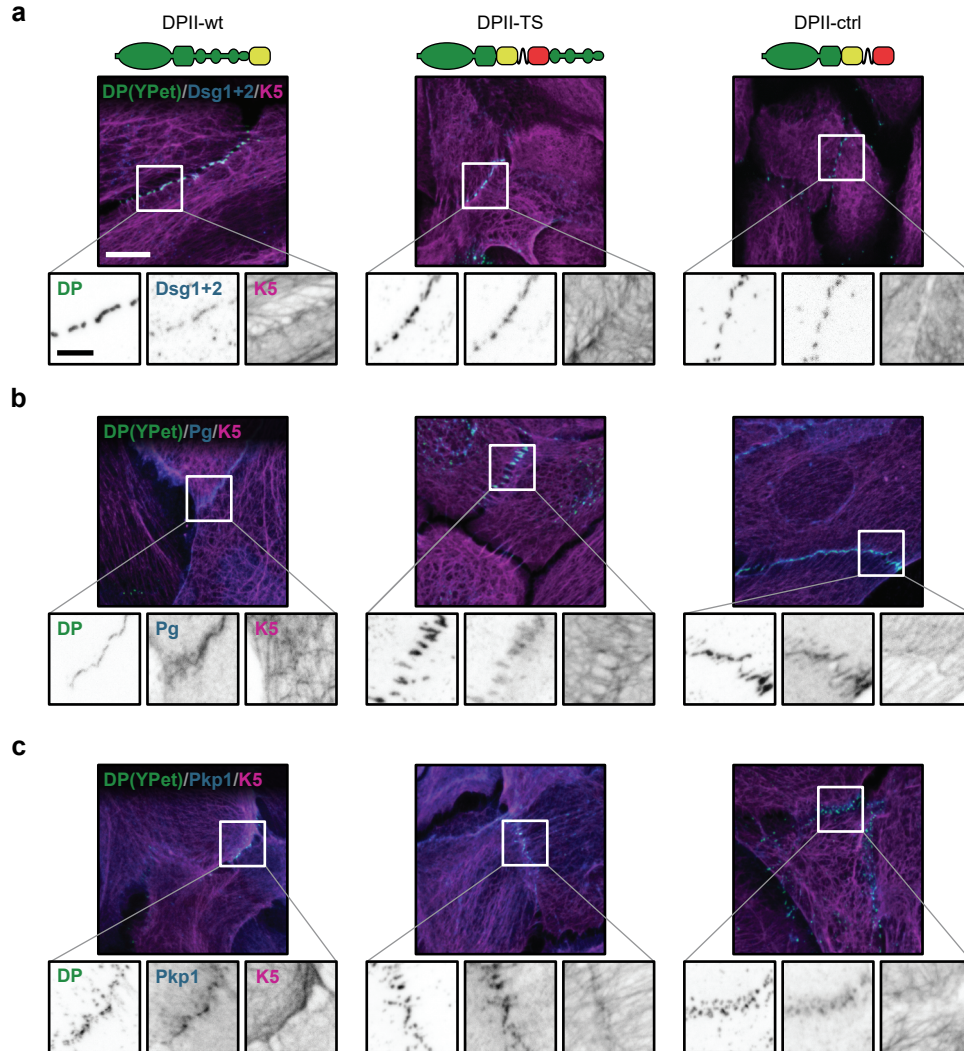 a
DPII-wt
DPII-TS
DPII-ctrl
DP(YPet)/Dsg1+2/K5
DP
Dsg1+2
K5
b
DP(YPet)/Pg/K5
DP
Pg
K5
c
DP(YPet)/Pkp1/K5
DP
Pkp1
K5